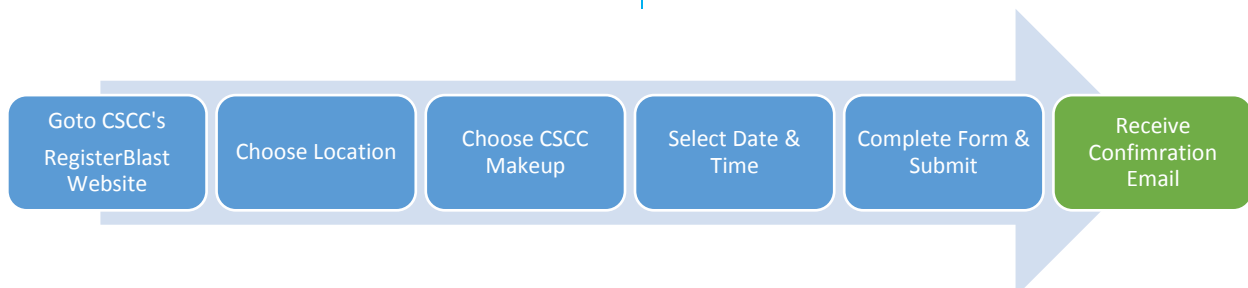 Goto CSCC's
RegisterBlast
Website
Choose Location
Choose CSCC
Makeup
Select Date &
Time
Complete Form &
Submit
Receive
Confimration
Email